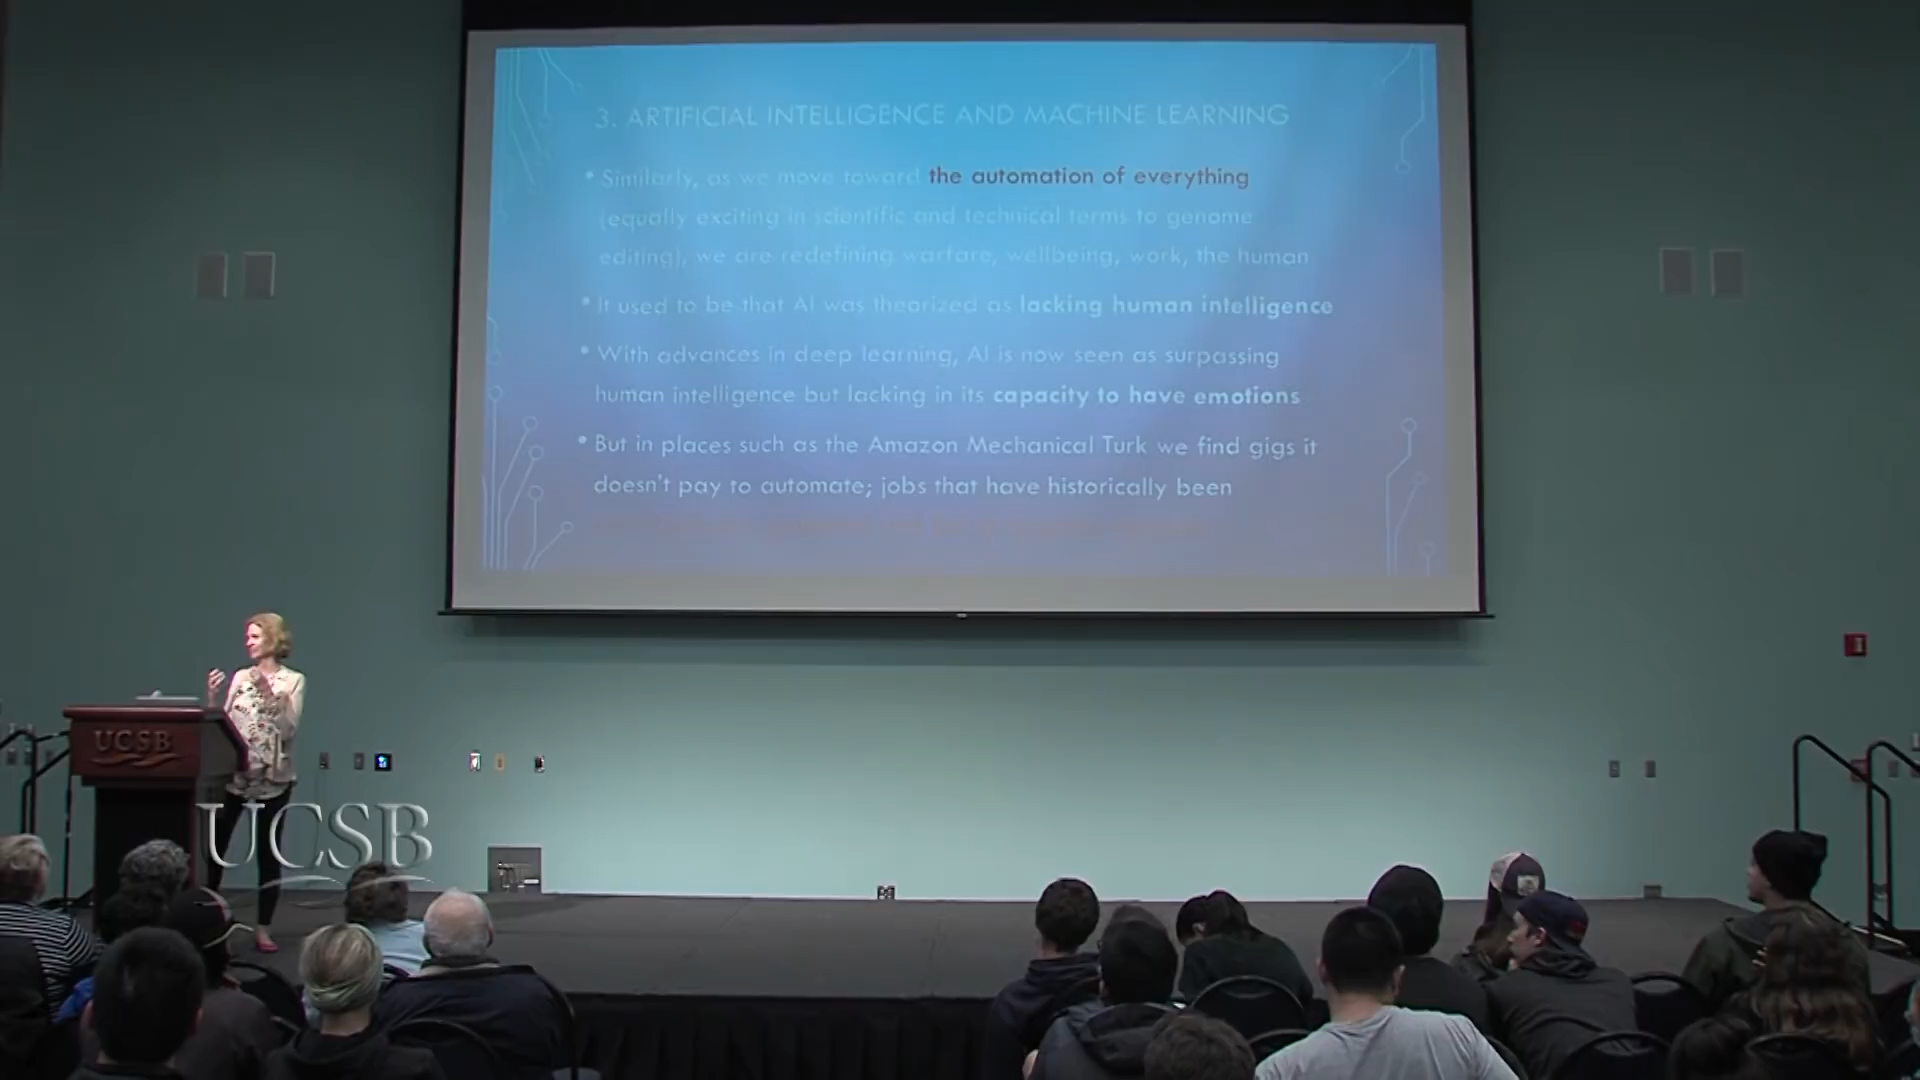 3. ARTIFICIAL INTELLIGENCE AND MACHINE LEARNING
• Similarly, as we move toward the automation of everything
(equally exciting in scientific and technical terms to genome
editing), we are redefining warfare, wellbeing, work, the human
• It used to be that AI was theorized as lacking human intelligence
• With advances in deep learning, AI is now seen as surpassing
human intelligence but lacking in its capacity to have emotions
• But in places such as the Amazon Mechanical Turk we find gigs it
doesn't pay to automate; jobs that have historically been
UCSB
UCSB